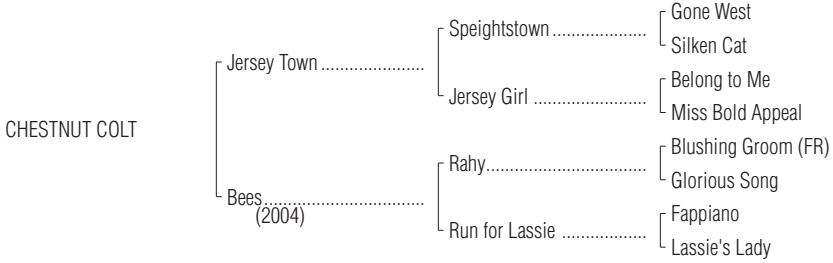 Gone West
Speightstown ....................
Silken Cat
Jersey Town ......................
Belong to Me
Jersey Girl ........................
Miss Bold Appeal
CHESTNUT COLT
Blushing Groom (FR)
Rahy..................................
Glorious Song
Bees..................................
(2004)
Fappiano
Run for Lassie ..................
Lassie's Lady